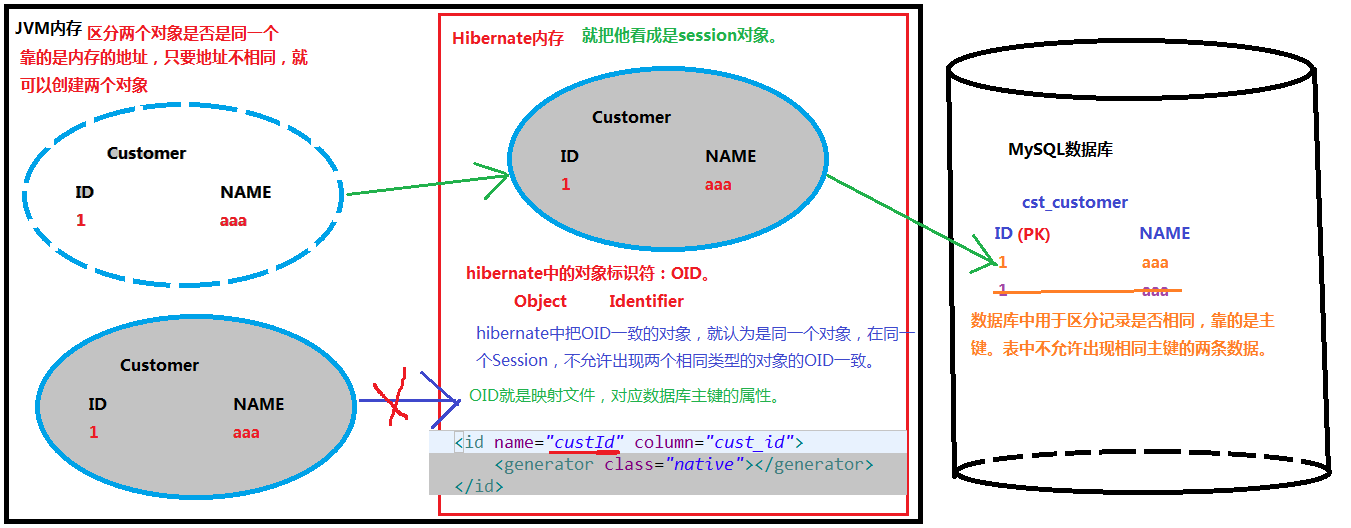 JVM内存 区分两个对象是否是同一个
靠的是内存的地址，只要地址不相同，就
可以创建两个对象
Customer
ID NAME
1 aaa
Customer
ID NAME
1 aaa
Hibernate内存 就把他看成是session对象。
Customer
ID NAME
1 aaa
hibernate中的对象标识符：OID。
Object Identifier
hibernate中把OID一致的对象，就认为是同一个对象，在同一
个Session，不允许出现两个相同类型的对象的OID一致。
OID就是映射文件，对应数据库主键的属性。
<id name="custId" column="cust_id">
<generator class="native"></generator>
</id>
MySQL数据库
cst_customer
ID (PK) NAME
1 aaa
1 aaa
数据库中用于区分记录是否相同，靠的是主
键。表中不允许出现相同主键的两条数据。